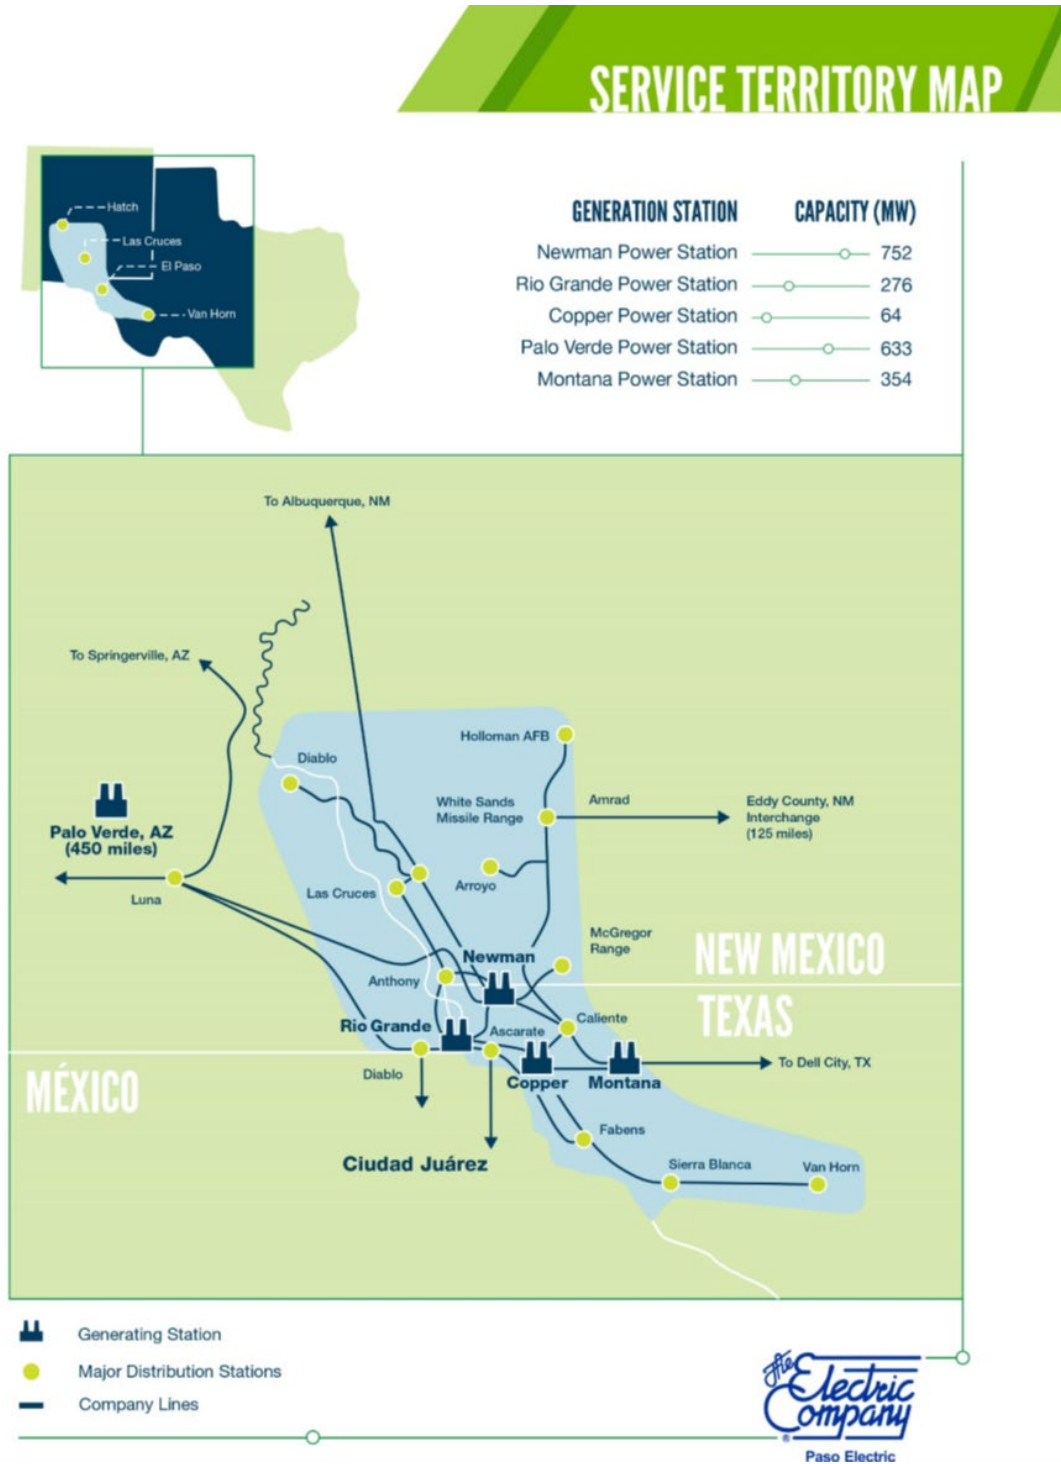 SERVICE TERRITORY MAP
Hatch
Las Cruces
El Paso
Van Horn
GENERATION STATION CAPACITY (MW)
Newman Power Station 752
Rio Grande Power Station 276
Copper Power Station 64
Palo Verde Power Station 633
Montana Power Station 354
To Albuquerque, NM
To Springerville, AZ
Holloman AFB
Diablo
White Sands
Missile Range
Amrad
Eddy County, NM
Interchange
(125 miles)
Palo Verde, AZ
(450 miles)
Luna
Las Cruces
Arroyo
McGregor
Range
NEW MEXICO
Newman
Anthony
TEXAS
Rio Grande
Ascarate
Caliente
MÉXICO
Diablo
Copper
Montana
To Dell City, TX
Fabens
Ciudad Juárez
Sierra Blanca
Van Horn
Generating Station
Major Distribution Stations
Company Lines
The
Electric
Company
®
Paso Electric